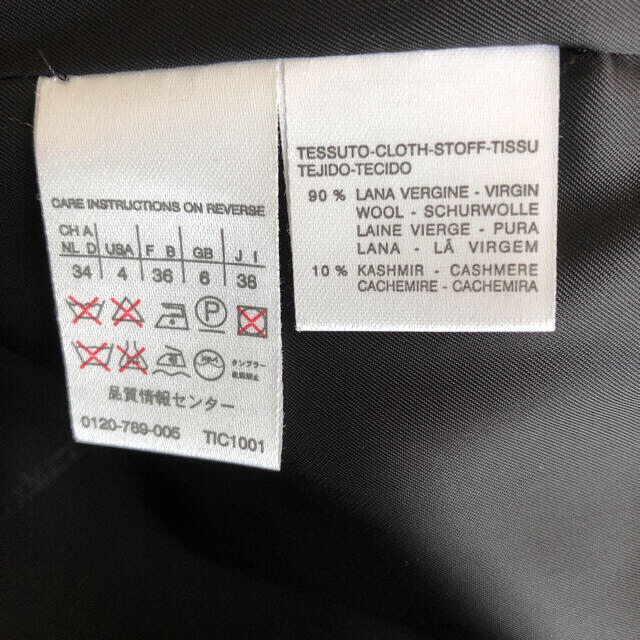 CARE INSTRUCTIONS ON REVERSE
CH A NL D USA F B GB J I
34 4 36 6 38
P
品質情報センター
0120-789-005 TIC1001
TESSUTO-CLOTH-STOFF-TISSU
TEJIDO-TECIDO
90 % LANA VERGINE - VIRGIN
WOOL - SCHURWOLLE
LAINE VIERGE - PURA
LANA - LÃ VIRGEM
10 % KASHMIR - CASHMERE
CACHEMIRE - CACHEMIRA